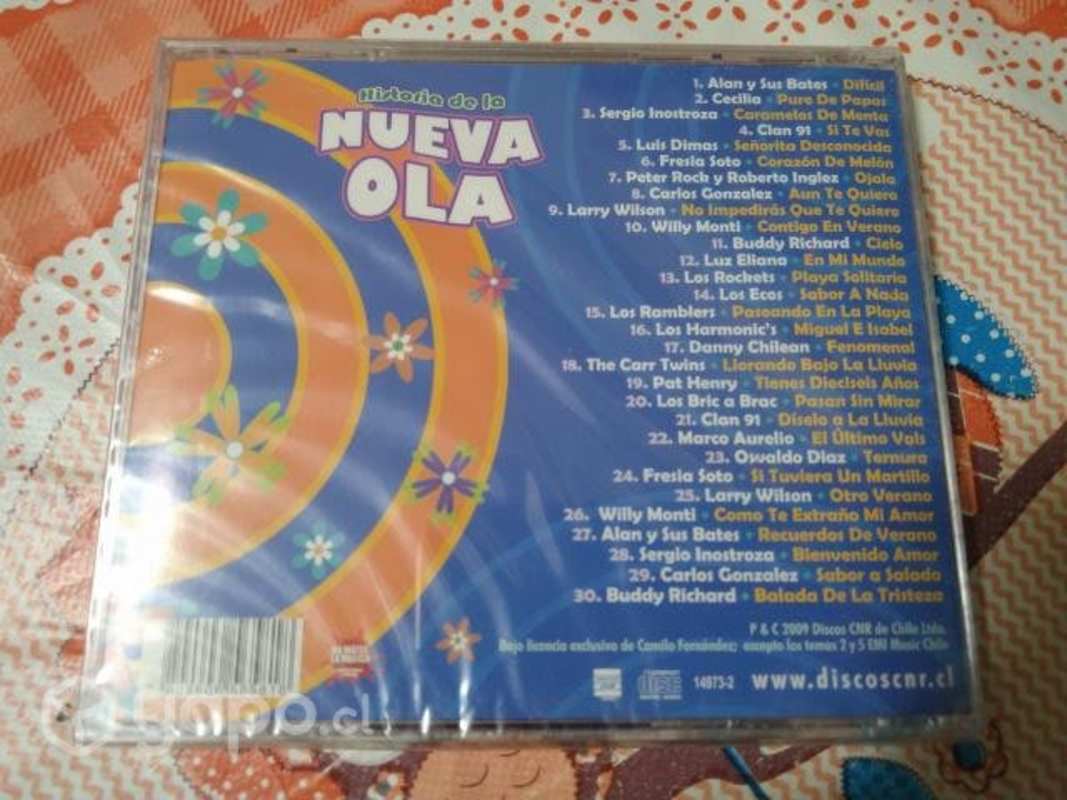 Historia de la
NUEVA
OLA
1. Alan y Sus Bates • Difícil
2. Cecilia • Pure De Papas
3. Sergio Inostroza • Caramelos De Menta
4. Clan 91 • Si Te Vas
5. Luis Dimas • Señorita Desconocida
6. Fresia Soto • Corazón De Melón
7. Peter Rock y Roberto Inglez • Ojala
8. Carlos Gonzalez • Aun Te Quiero
9. Larry Wilson • No Impedirás Que Te Quiero
10. Willy Monti • Contigo En Verano
11. Buddy Richard • Cielo
12. Luz Eliana • En Mi Mundo
13. Los Rockets • Playa Solitaria
14. Los Ecos • Sabor A Nada
15. Los Ramblers • Paseando En La Playa
16. Los Harmonic's • Miguel E Isabel
17. Danny Chilean • Fenomenal
18. The Carr Twins • Llorando Bajo La Lluvia
19. Pat Henry • Tienes Dieciseis Años
20. Los Bric a Brac • Pasan Sin Mirar
21. Clan 91 • Díselo a La Lluvia
22. Marco Aurelio • El Último Vals
23. Osvaldo Diaz • Ternura
24. Fresia Soto • Si Tuviera Un Martillo
25. Larry Wilson • Otro Verano
26. Willy Monti • Como Te Extraño Mi Amor
27. Alan y Sus Bates • Recuerdos De Verano
28. Sergio Inostroza • Bienvenido Amor
29. Carlos Gonzalez • Sabor a Salado
30. Buddy Richard • Balada De La Tristeza
P & C 2009 Discos CNR de Chile Ltda.
Bajo licencia exclusiva de Camilo Fernández; excepto los temas 2 y 5 EMI Music Chile
14973-2 www.discoscnr.cl
yapo.cl